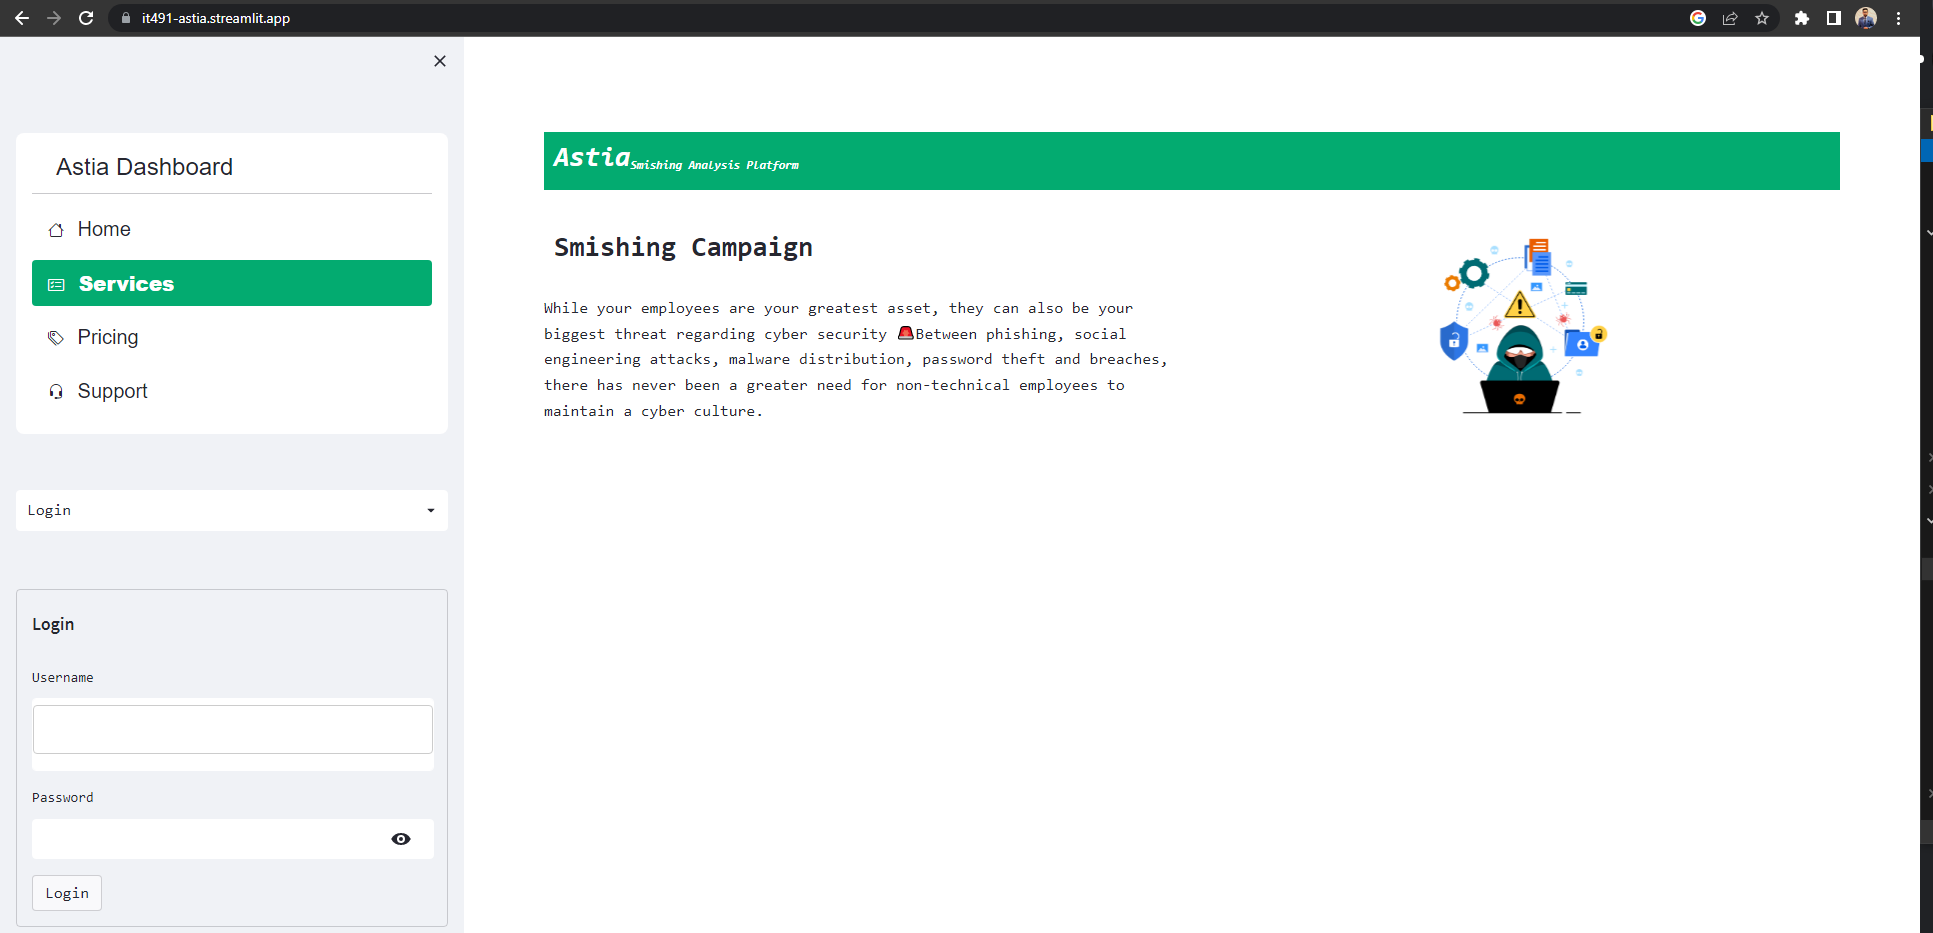 it491-astia.streamlit.app
Astia Dashboard
Home
Services
Pricing
Support
Login
Login
Username
Password
Login
Astia Smishing Analysis Platform
Smishing Campaign
While your employees are your greatest asset, they can also be your
biggest threat regarding cyber security 🚨Between phishing, social
engineering attacks, malware distribution, password theft and breaches,
there has never been a greater need for non-technical employees to
maintain a cyber culture.